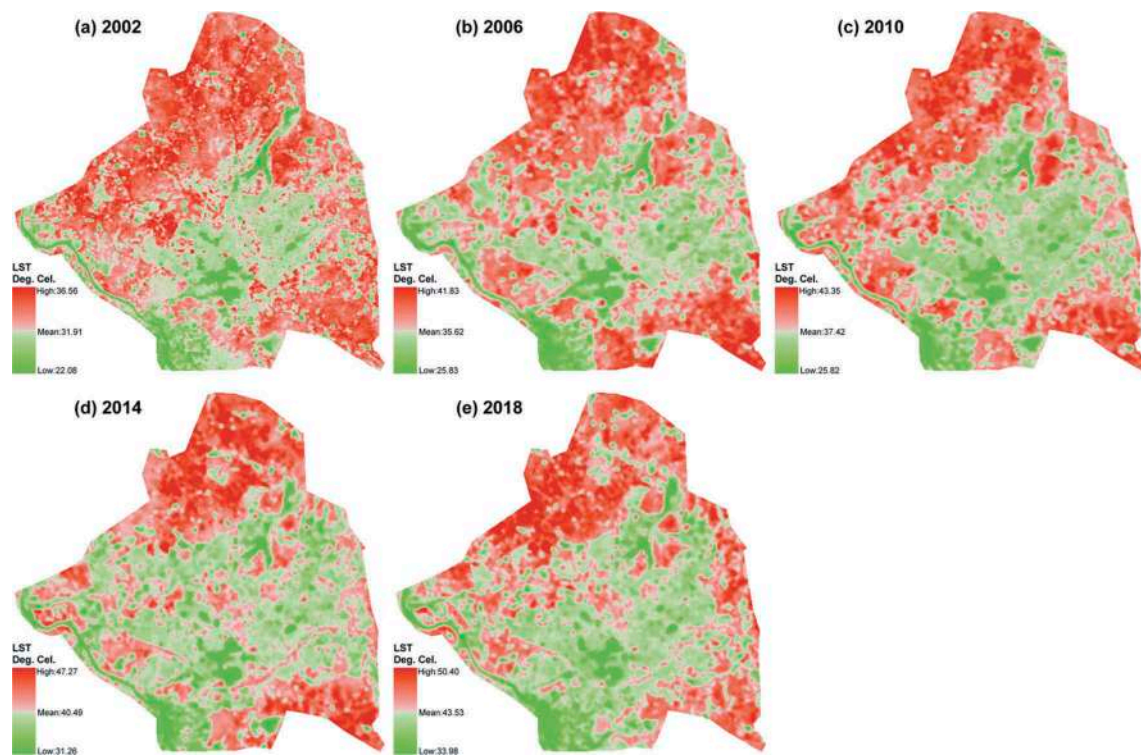 (a) 2002
LST
Deg. Cel.
High:36.56
Mean:31.91
Low:22.08
(b) 2006
LST
Deg. Cel.
High:41.83
Mean:35.62
Low:25.83
(c) 2010
LST
Deg. Cel.
High:43.35
Mean:37.42
Low:25.82
(d) 2014
LST
Deg. Cel.
High:47.27
Mean:40.49
Low:31.26
(e) 2018
LST
Deg. Cel.
High:50.40
Mean:43.53
Low:33.98